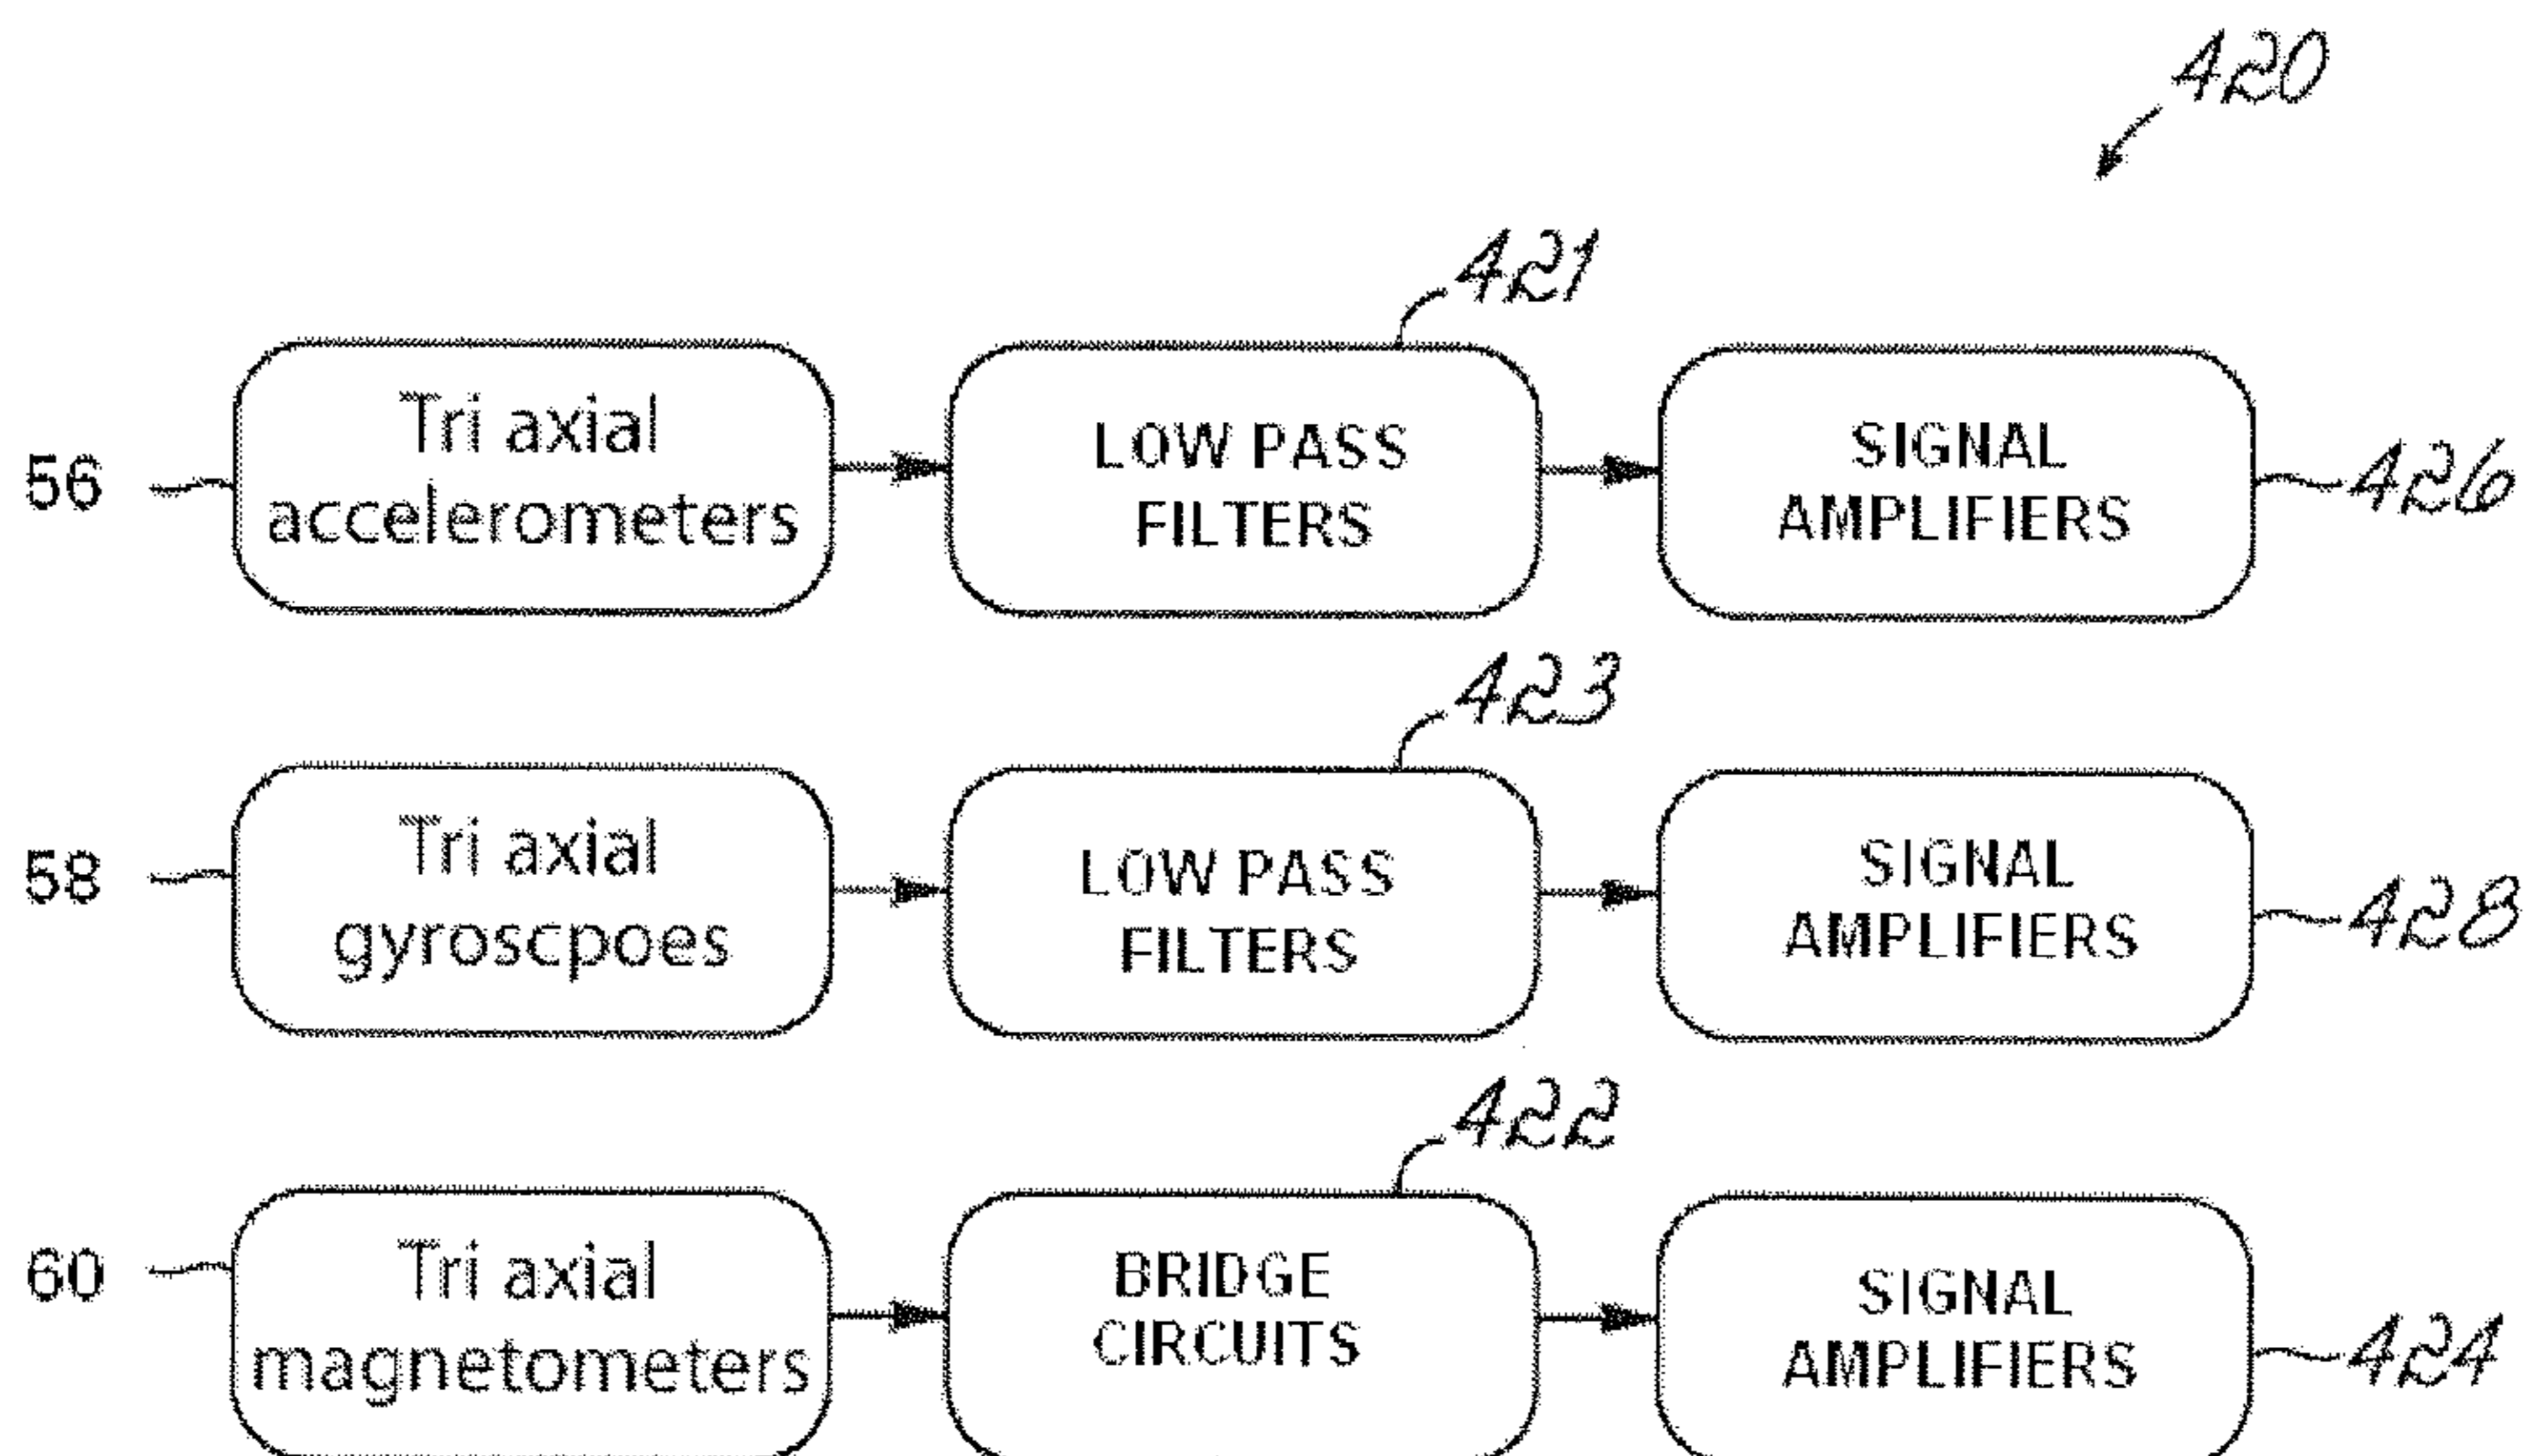 420
421
Tri axial
accelerometers
LOW PASS
FILTERS
SIGNAL
AMPLIFIERS
56
426
423
Tri axial
gyroscpoes
LOW PASS
FILTERS
SIGNAL
AMPLIFIERS
58
428
422
Tri axial
magnetometers
BRIDGE
CIRCUITS
SIGNAL
AMPLIFIERS
60
424